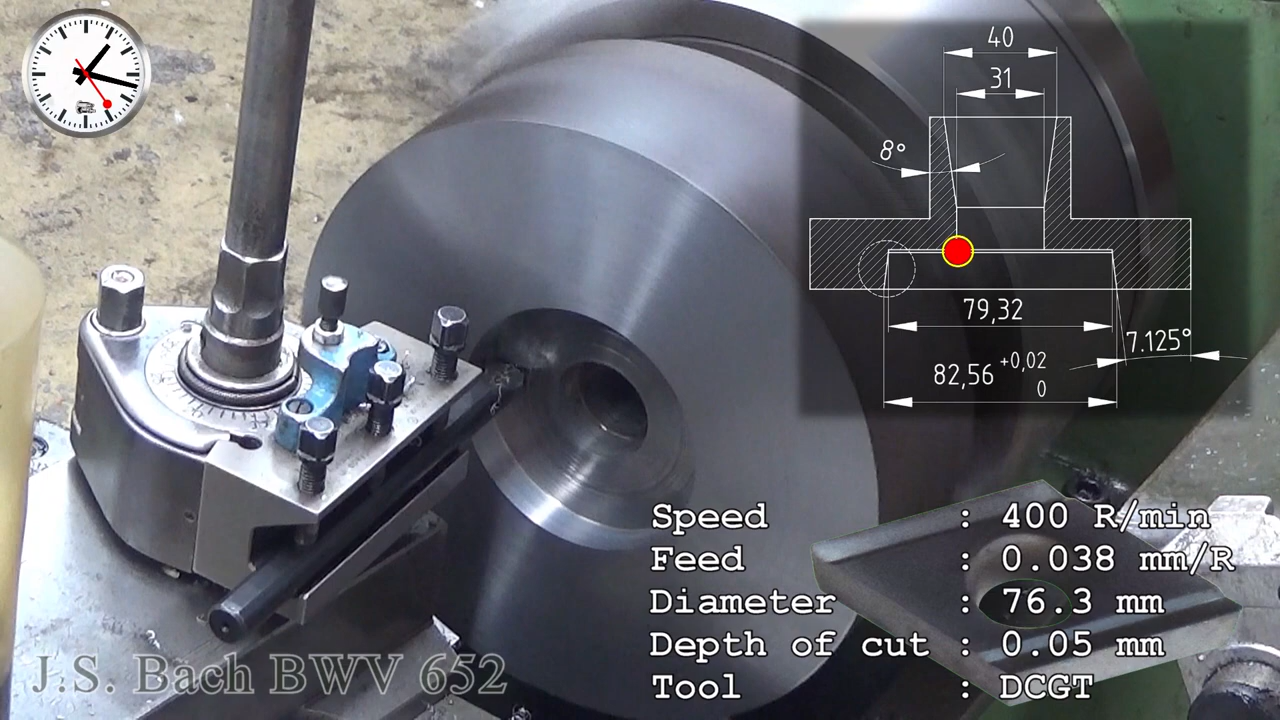 40
31
8°
79,32
7.125°
82,56 +0,02
0
Speed : 400 R/min
Feed : 0.038 mm/R
Diameter : 76.3 mm
Depth of cut : 0.05 mm
Tool : DCGT
J.S. Bach BWV 652